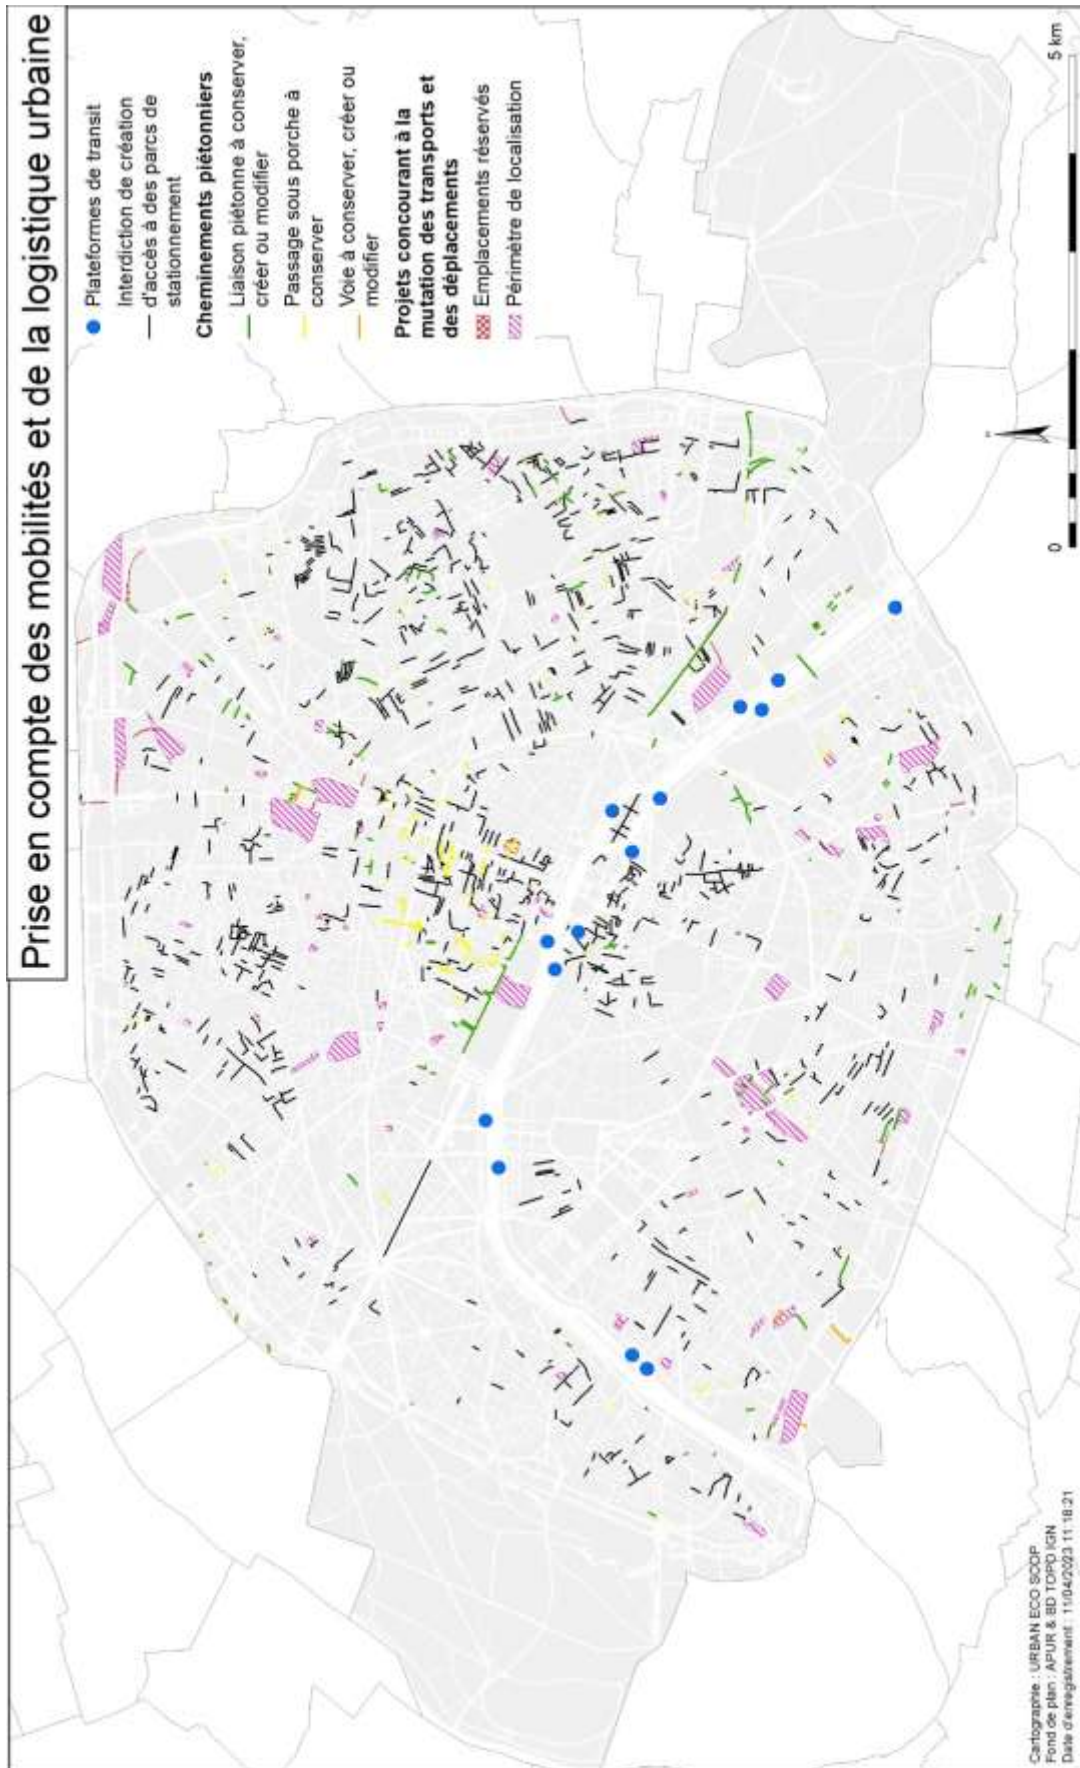 Prise en compte des mobilités et de la logistique urbaine
Plateformes de transit
Interdiction de création
d'accès à des parcs de
stationnement
Cheminements piétonniers
Liaison piétonne à conserver,
créer ou modifier
Passage sous porche à
conserver
Voie à conserver, créer ou
modifier
Projets concourant à la
mutation des transports et
des déplacements
Emplacements réservés
Périmètre de localisation
0
5 km
Cartographie : URBAN ECO SCOP
Fond de plan : APUR & BD TOPO IGN
Date d'enregistrement : 11/04/2023 11:18:21